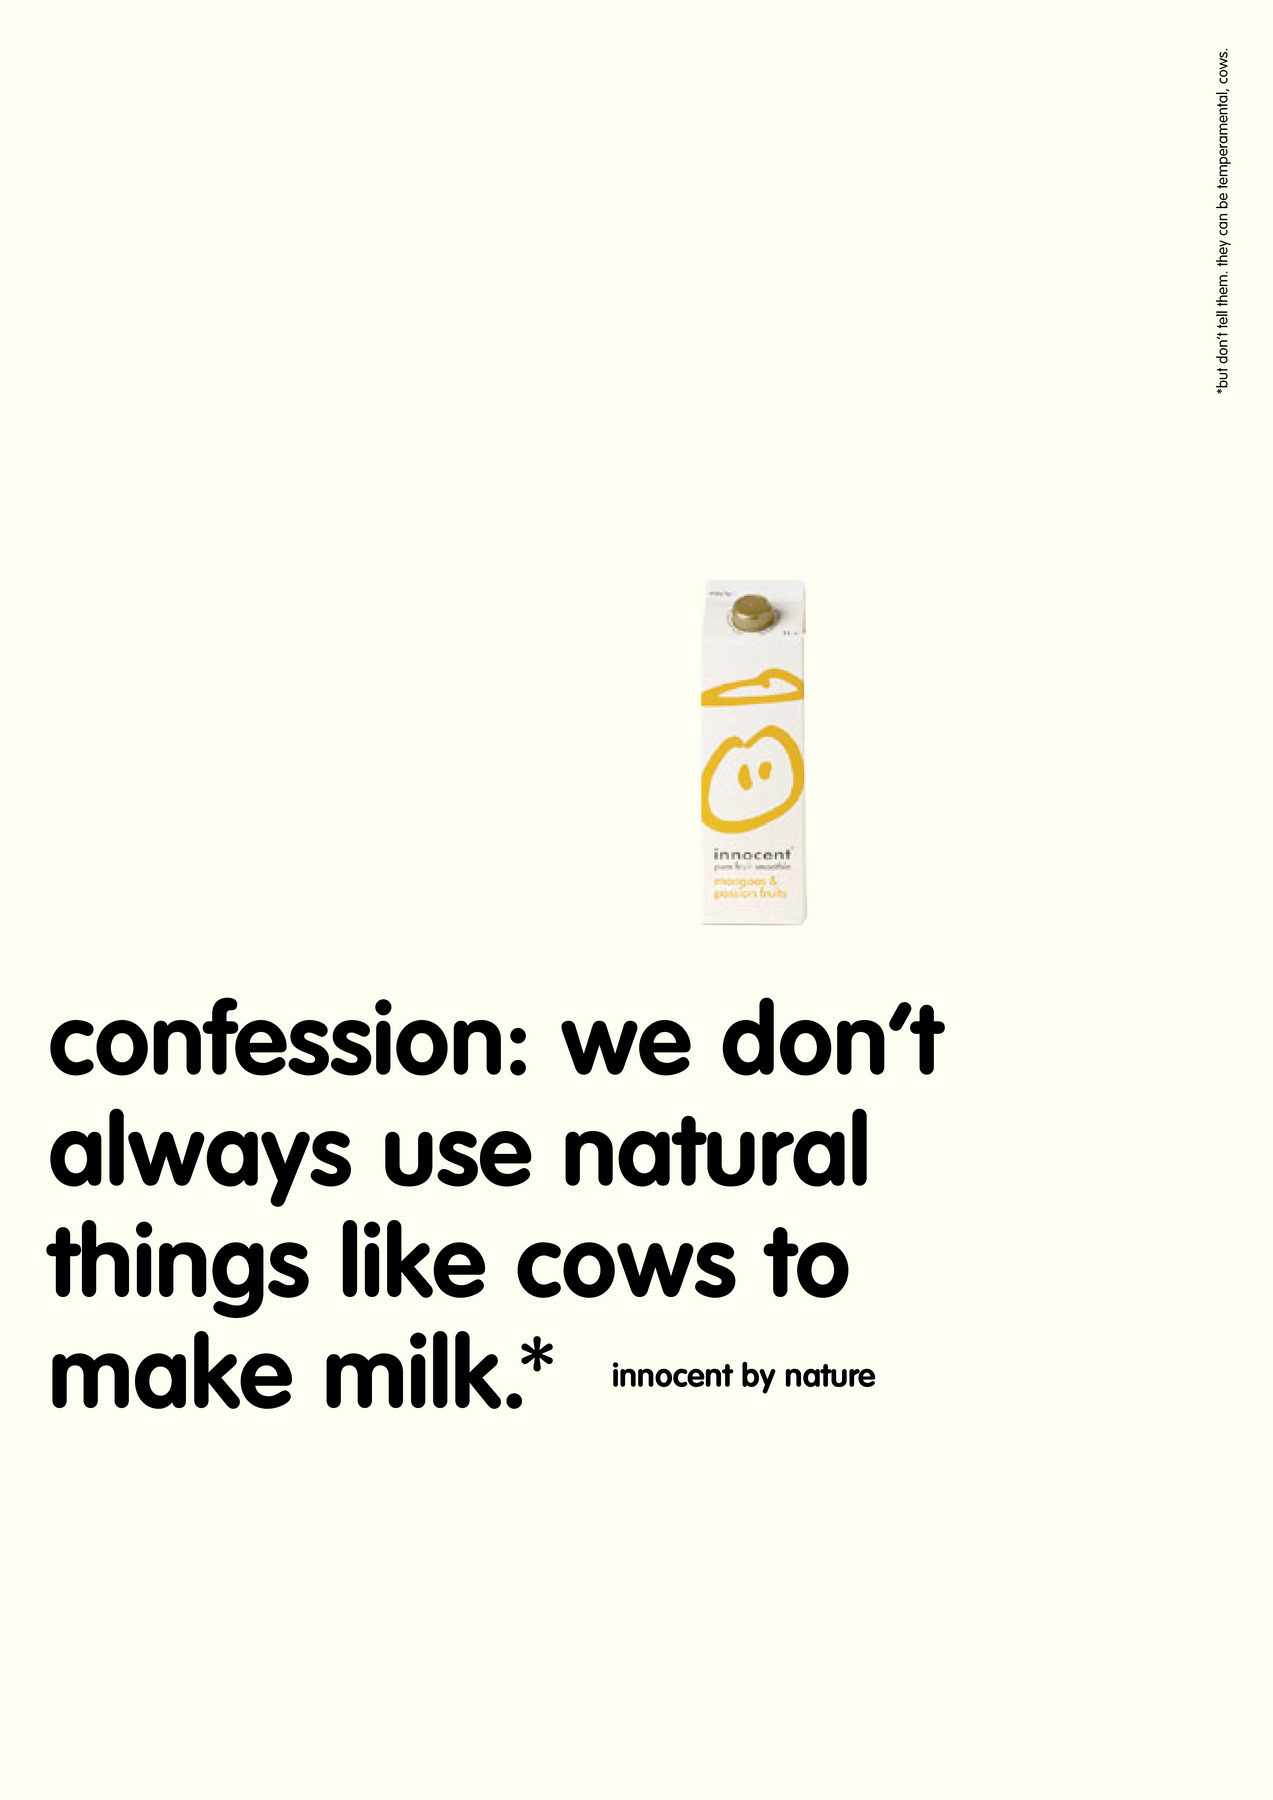 *but don't tell them. they can be temperamental, cows.
innocent
pure fruit smoothie
mangoes &
passion fruits
confession: we don't
always use natural
things like cows to
make milk.*
innocent by nature